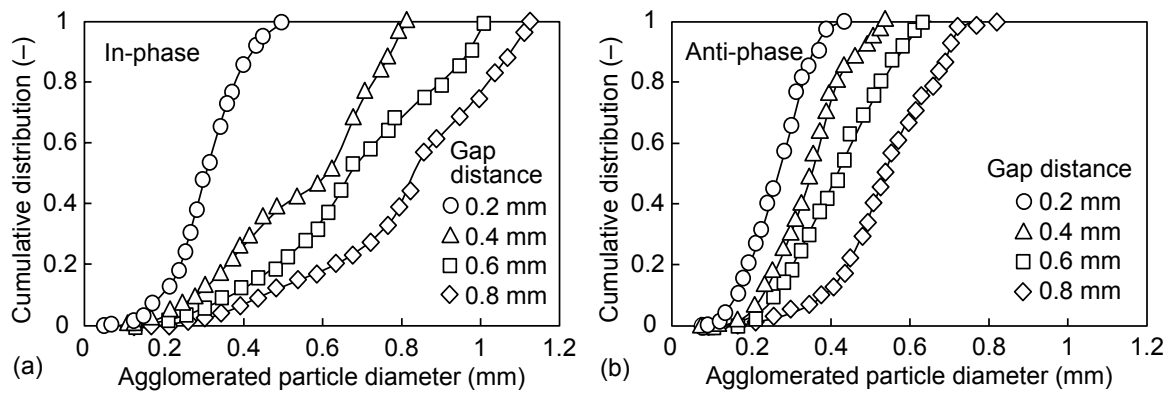 Cumulative distribution (–)
1
0.8
0.6
0.4
0.2
0
In-phase
Gap
distance
0.2 mm
0.4 mm
0.6 mm
0.8 mm
0 0.2 0.4 0.6 0.8 1 1.2
(a) Agglomerated particle diameter (mm)
Cumulative distribution (–)
1
0.8
0.6
0.4
0.2
0
Anti-phase
Gap distance
0.2 mm
0.4 mm
0.6 mm
0.8 mm
0 0.2 0.4 0.6 0.8 1 1.2
(b) Agglomerated particle diameter (mm)